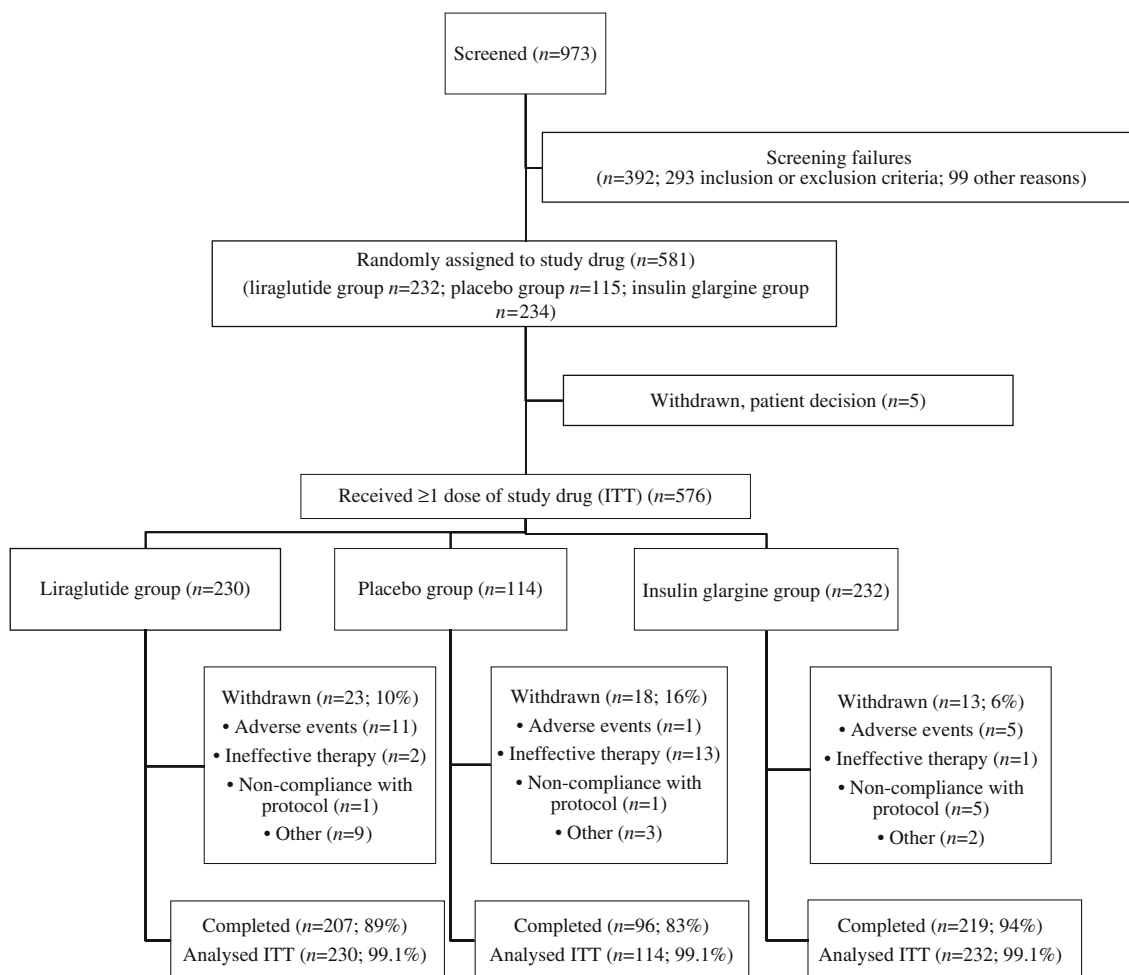 Screened (n=973)
Screening failures
(n=392; 293 inclusion or exclusion criteria; 99 other reasons)
Randomly assigned to study drug (n=581)
(liraglutide group n=232; placebo group n=115; insulin glargine group
n=234)
Withdrawn, patient decision (n=5)
Received ≥1 dose of study drug (ITT) (n=576)
Liraglutide group (n=230)
Placebo group (n=114)
Insulin glargine group (n=232)
Withdrawn (n=23; 10%)
• Adverse events (n=11)
• Ineffective therapy (n=2)
• Non-compliance with
protocol (n=1)
• Other (n=9)
Withdrawn (n=18; 16%)
• Adverse events (n=1)
• Ineffective therapy (n=13)
• Non-compliance with
protocol (n=1)
• Other (n=3)
Withdrawn (n=13; 6%)
• Adverse events (n=5)
• Ineffective therapy (n=1)
• Non-compliance with
protocol (n=5)
• Other (n=2)
Completed (n=207; 89%)
Analysed ITT (n=230; 99.1%)
Completed (n=96; 83%)
Analysed ITT (n=114; 99.1%)
Completed (n=219; 94%)
Analysed ITT (n=232; 99.1%)